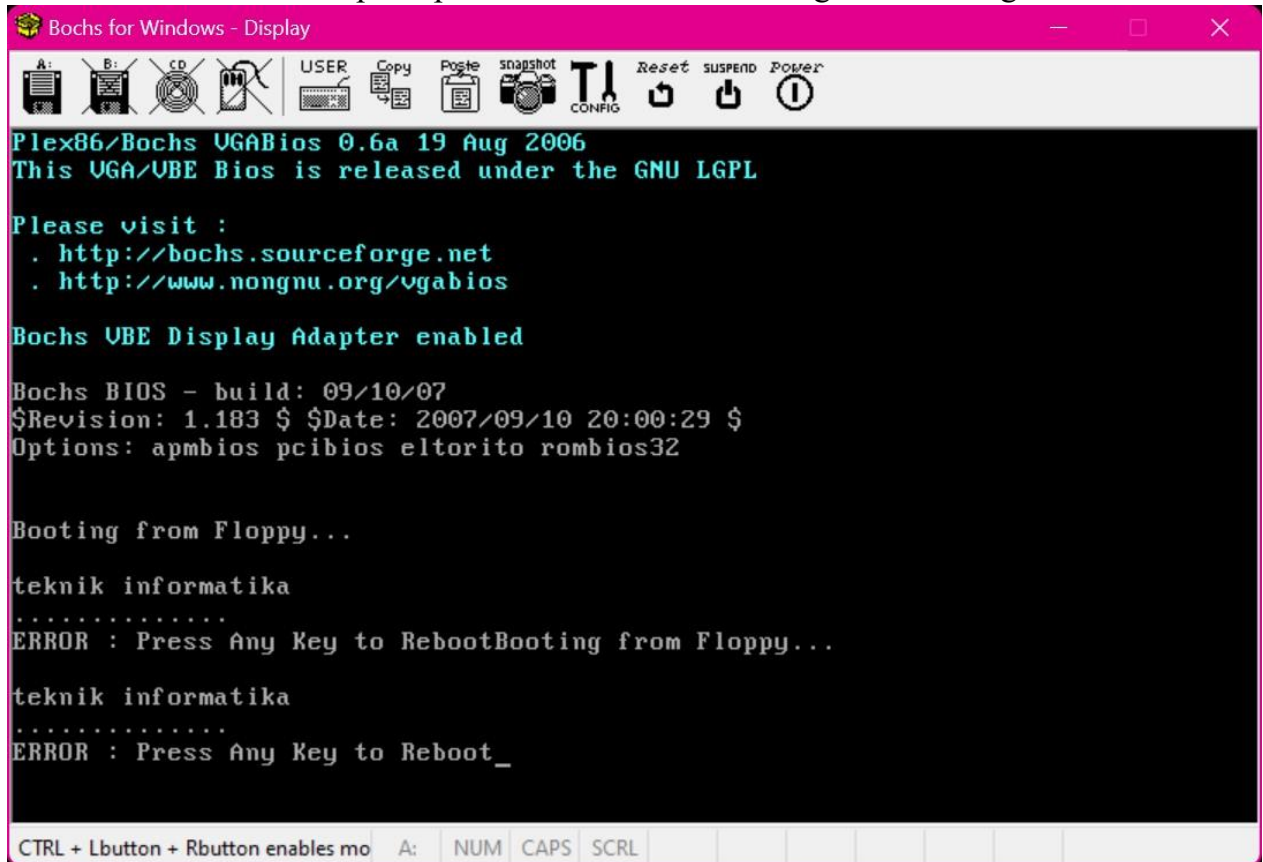 Bochs for Windows - Display
A: B: CD USER Copy Paste snapshot CONFIG Reset SUSPEND Power
Plex86/Bochs VGABios 0.6a 19 Aug 2006
This VGA/VBE Bios is released under the GNU LGPL
Please visit :
. http://bochs.sourceforge.net
. http://www.nongnu.org/vgabios
Bochs VBE Display Adapter enabled
Bochs BIOS - build: 09/10/07
$Revision: 1.183 $ $Date: 2007/09/10 20:00:29 $
Options: apmbios pcibios eltorito rombios32
Booting from Floppy...
teknik informatika
..............
ERROR : Press Any Key to RebootBooting from Floppy...
teknik informatika
..............
ERROR : Press Any Key to Reboot_
CTRL + Lbutton + Rbutton enables mo A: NUM CAPS SCRL